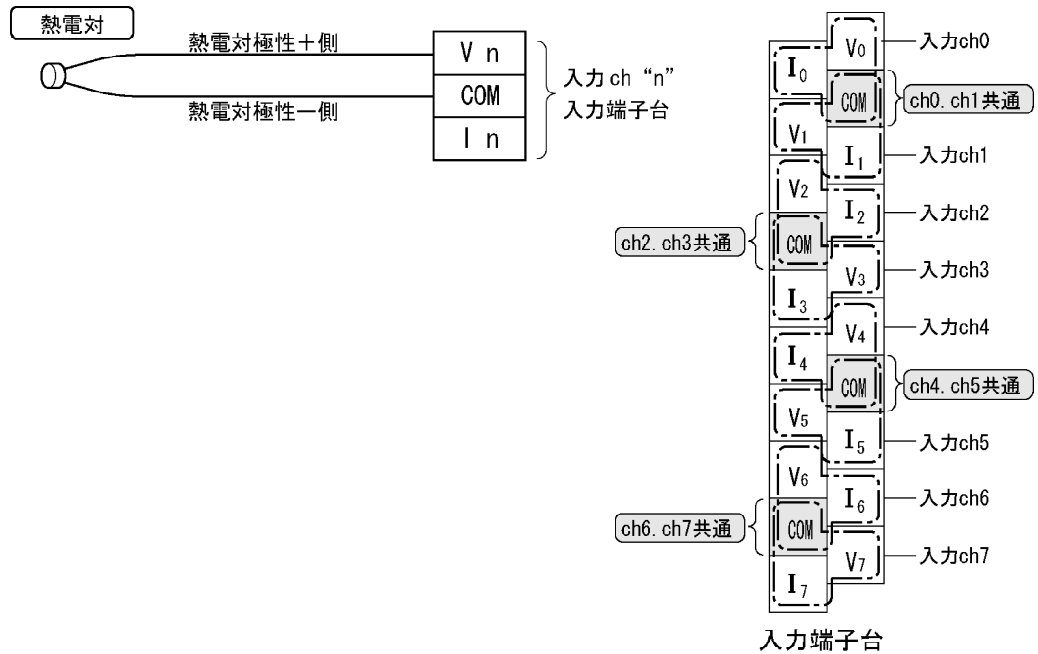 熱電対
熱電対極性＋側
熱電対極性ー側
V n
COM
I n
入力 ch “n”
入力端子台
V0
I0
入力ch0
COM
ch0. ch1共通
V1
I1
入力ch1
V2
I2
入力ch2
ch2. ch3共通
COM
V3
入力ch3
I3
V4
入力ch4
I4
COM
ch4. ch5共通
V5
I5
入力ch5
V6
I6
入力ch6
ch6. ch7共通
COM
V7
入力ch7
I7
入力端子台